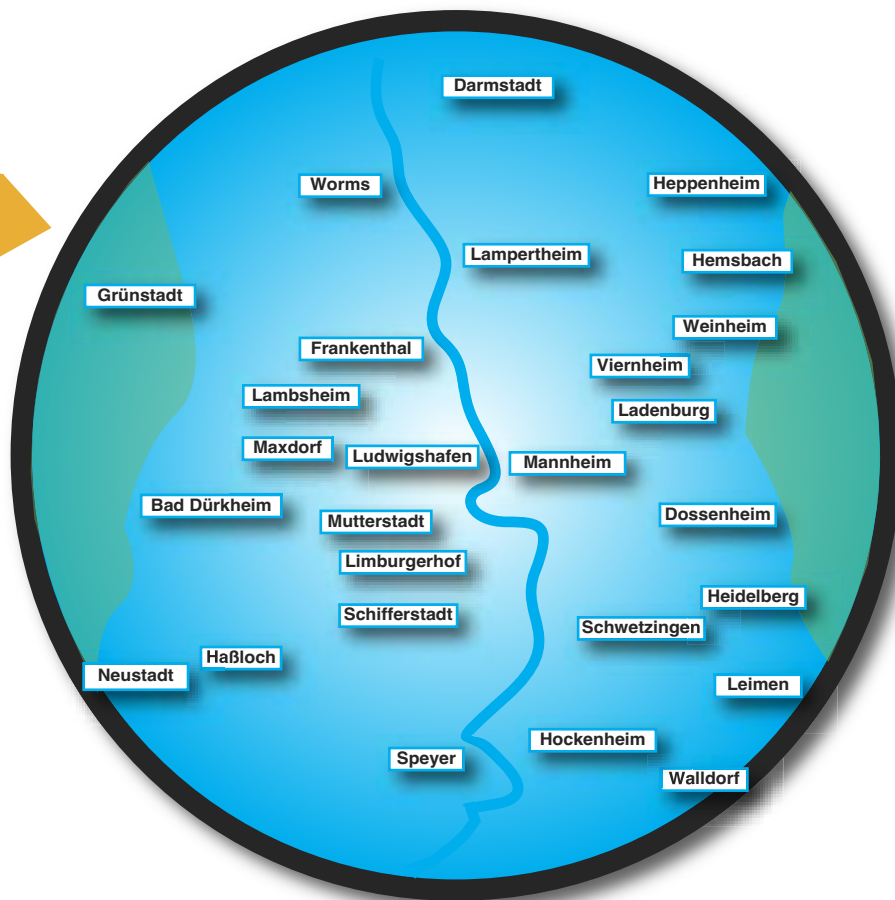 Darmstadt
Worms
Heppenheim
Lampertheim
Hemsbach
Grünstadt
Weinheim
Frankenthal
Viernheim
Lambsheim
Ladenburg
Maxdorf
Ludwigshafen
Mannheim
Bad Dürkheim
Mutterstadt
Dossenheim
Limburgerhof
Heidelberg
Schifferstadt
Schwetzingen
Haßloch
Neustadt
Leimen
Hockenheim
Speyer
Walldorf